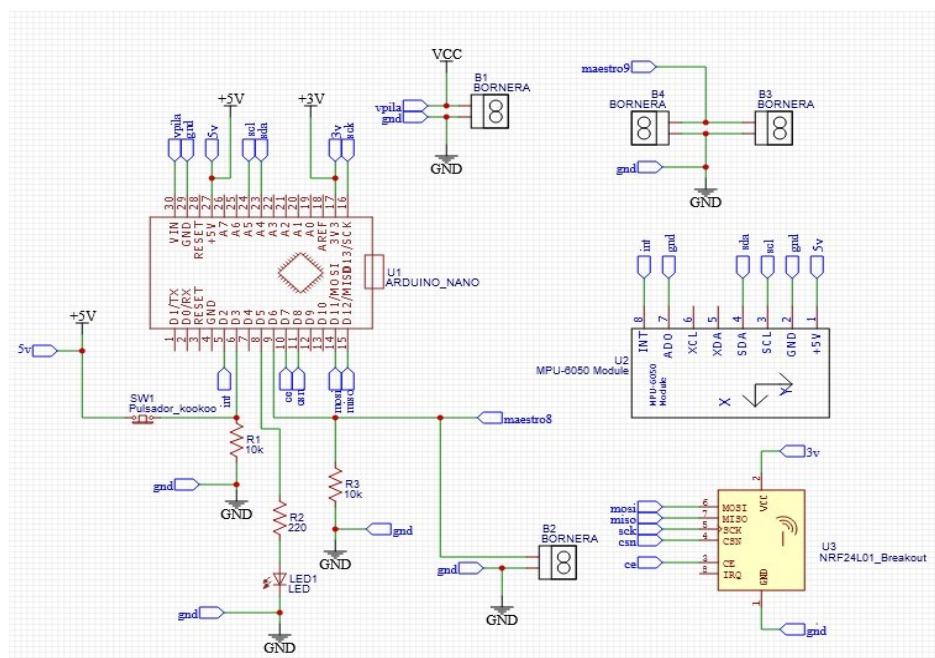 VCC
vpila
gnd
B1
BORNERA
GND
maestro9
B4
BORNERA
B3
BORNERA
gnd
GND
+5V
+3V
vpila
gnd
5v
scl
sda
3v
sck
30 29 28 27 26 25 24 23 22 21 20 19 18 17 16
VIN
GND
RESET
+5V
A7
A6
A5
A4
A3
A2
A1
A0
AREF
3V3
D13/SCK
U1
ARDUINO_NANO
D1/TX
D0/RX
RESET
GND
D2
D3
D4
D5
D6
D7
D8
D9
D10
D11/MOSI
D12/MISO
1 2 3 4 5 6 7 8 9 10 11 12 13 14 15
int
ce
csn
mosi
miso
+5V
5v
SW1
Pulsador_kookoo
R1
10k
gnd
GND
R2
220
LED1
LED
gnd
GND
R3
10k
gnd
GND
maestro8
B2
BORNERA
gnd
GND
int
gnd
sda
scl
gnd
5v
8 7 6 5 4 3 2 1
INT
ADO
XCL
XDA
SDA
SCL
GND
+5V
U2
MPU-6050 Module
MPU-6050
Module
X
Y
3v
2
VCC
mosi
6
MOSI
miso
7
MISO
sck
5
SCK
csn
4
CSN
ce
3
CE
8
IRQ
GND
1
gnd
U3
NRF24L01_Breakout